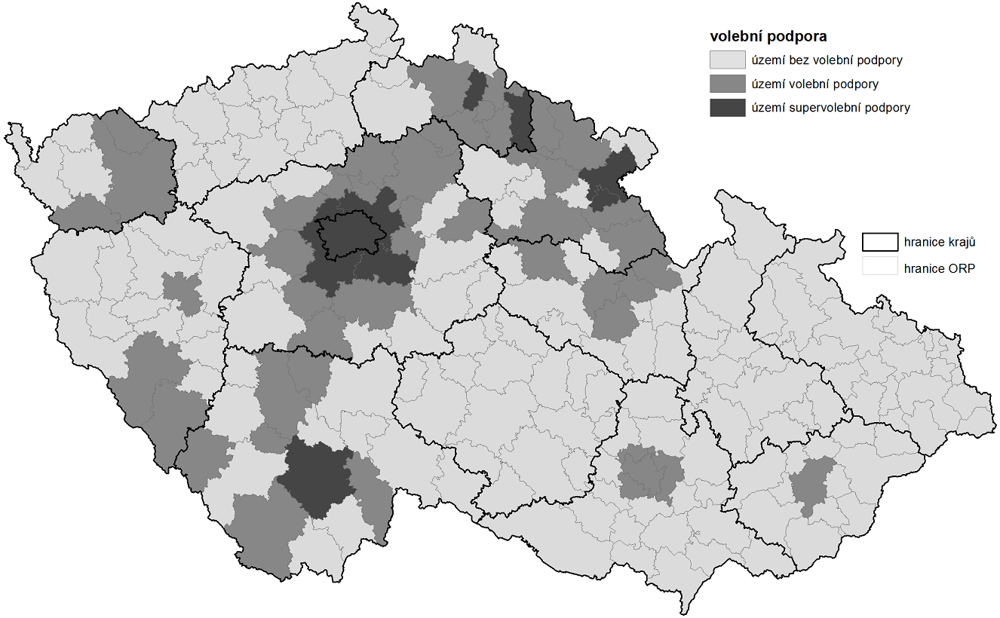 volební podpora
území bez volební podpory
území volební podpory
území supervolební podpory
hranice krajů
hranice ORP